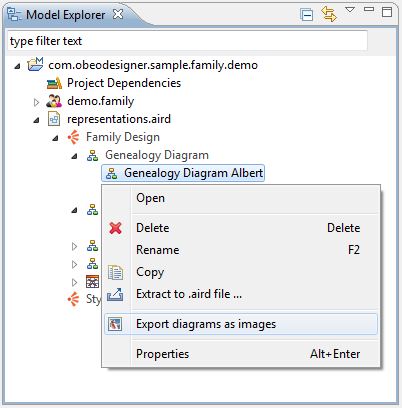 Model Explorer
type filter text
com.obeodesigner.sample.family.demo
Project Dependencies
demo.family
representations.aird
Family Design
Genealogy Diagram
Genealogy Diagram Albert
Open
Delete Delete
Rename F2
Copy
Extract to .aird file ...
Sty
Export diagrams as images
Properties Alt+Enter